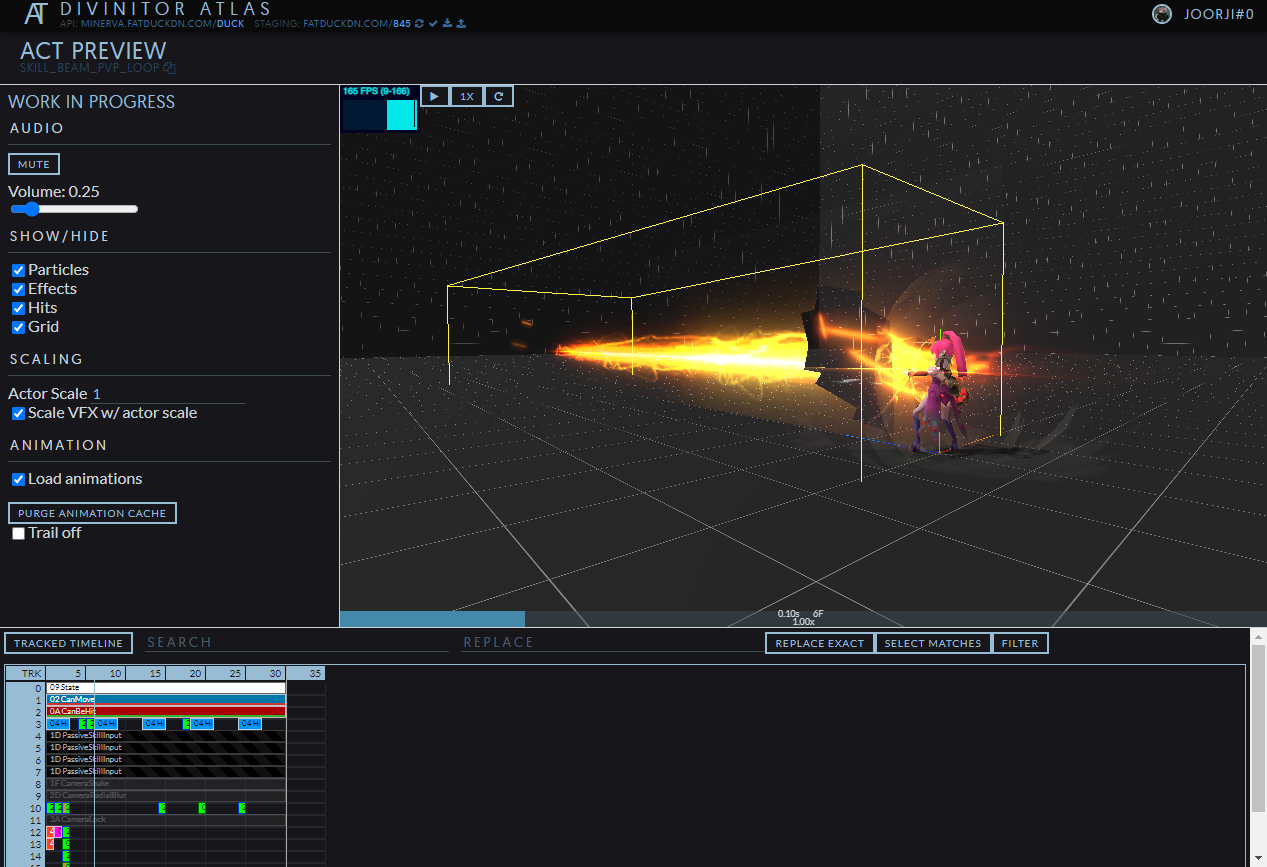 DIVINITOR ATLAS
API: MINERVA.FATDUCKDN.COM/DUCK STAGING: FATDUCKDN.COM/845
JOORJI#0
ACT PREVIEW
SKILL_BEAM_PVP_LOOP
WORK IN PROGRESS
AUDIO
MUTE
Volume: 0.25
SHOW/HIDE
Particles
Effects
Hits
Grid
SCALING
Actor Scale 1
Scale VFX w/ actor scale
ANIMATION
Load animations
PURGE ANIMATION CACHE
Trail off
165 FPS (9-166)
1X
0.10s 6F
1.00x
TRACKED TIMELINE SEARCH REPLACE REPLACE EXACT SELECT MATCHES FILTER
TRK 5 10 15 20 25 30 35
0 09 State
1 02 CanMove
2 0A CanBeHit
3 04 Hi 04 Hi 04 Hi 04 Hi 04 Hi
4 1D PassiveSkillInput
5 1D PassiveSkillInput
6 1D PassiveSkillInput
7 1D PassiveSkillInput
8 1F CameraShake
9 2D CameraRadialBlur
10
11 3A CameraLock
12
13
14